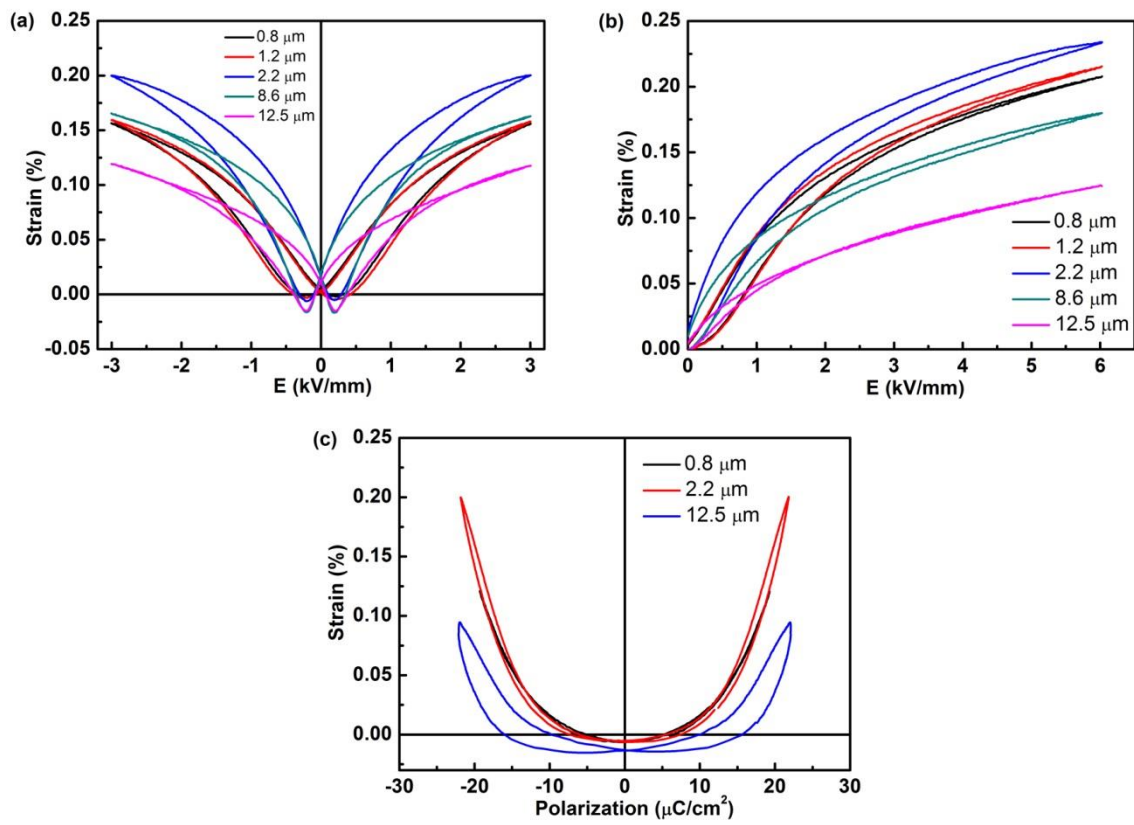 (a)
0.25
0.20
0.15
0.10
0.05
0.00
-0.05
Strain (%)
0.8 μm
1.2 μm
2.2 μm
8.6 μm
12.5 μm
-3 -2 -1 0 1 2 3
E (kV/mm)
(b)
0.25
0.20
0.15
0.10
0.05
0.00
Strain (%)
0.8 μm
1.2 μm
2.2 μm
8.6 μm
12.5 μm
0 1 2 3 4 5 6
E (kV/mm)
(c)
0.25
0.20
0.15
0.10
0.05
0.00
Strain (%)
0.8 μm
2.2 μm
12.5 μm
-30 -20 -10 0 10 20 30
Polarization (μC/cm²)